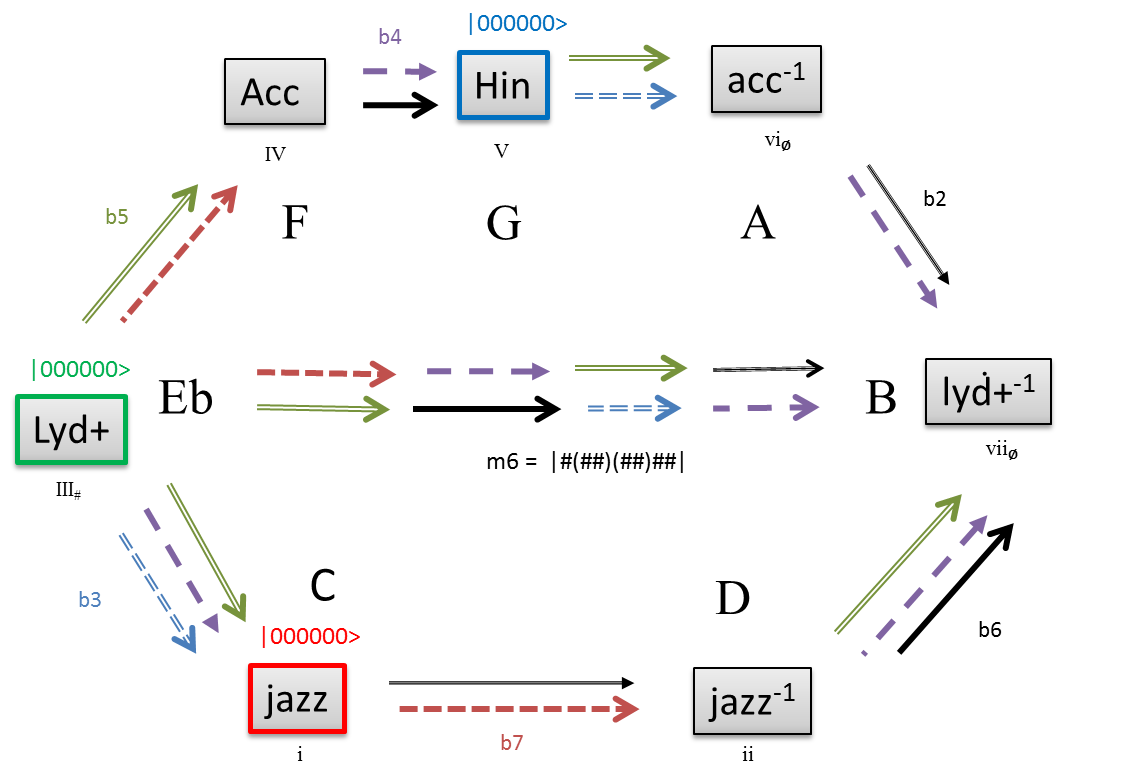 |000000>
b4
Acc
Hin
acc-1
IV
V
viø
b5
F
G
A
b2
|000000>
Eb
B
Lyd+
lyḋ+-1
m6 = |#(##)(##)##|
III#
viiø
b3
C
D
|000000>
b6
jazz
jazz-1
b7
i
ii